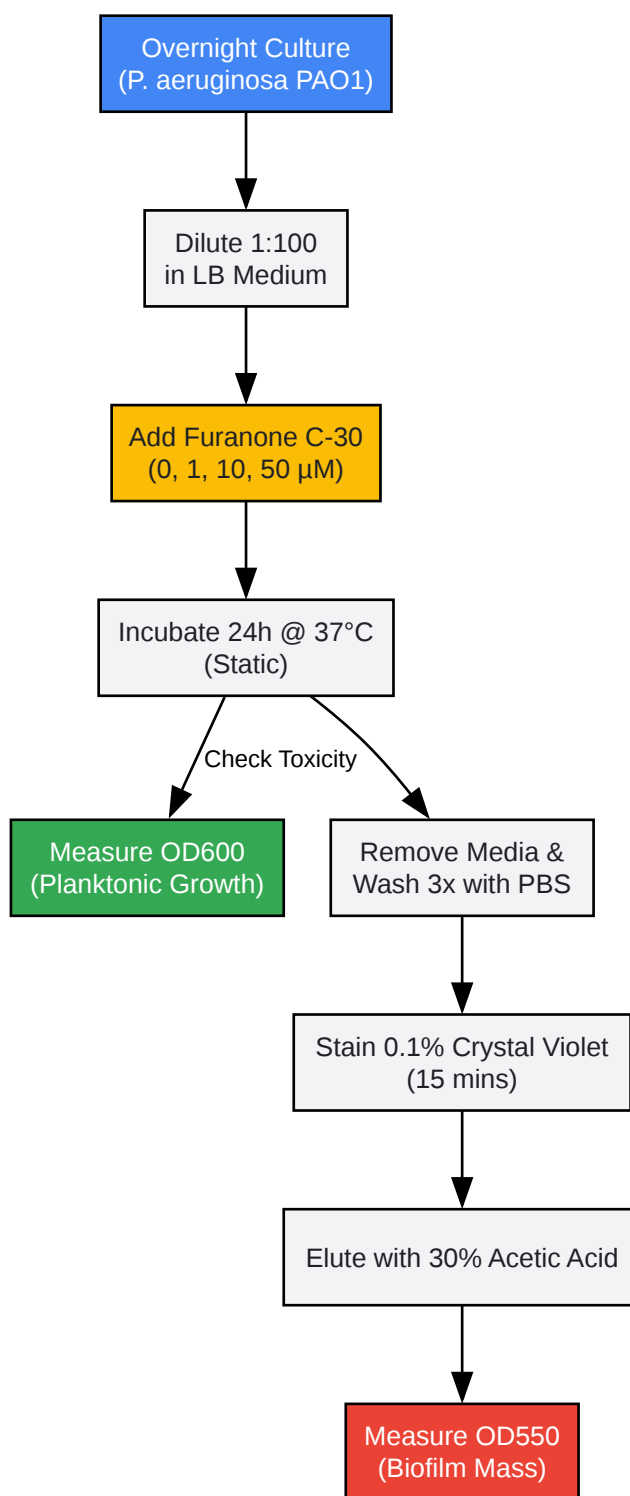 Overnight Culture
(P. aeruginosa PAO1)
Dilute 1:100
in LB Medium
Add Furanone C-30
(0, 1, 10, 50 µM)
Incubate 24h @ 37°C
(Static)
Check Toxicity
Measure OD600
(Planktonic Growth)
Remove Media &
Wash 3x with PBS
Stain 0.1% Crystal Violet
(15 mins)
Elute with 30% Acetic Acid
Measure OD550
(Biofilm Mass)